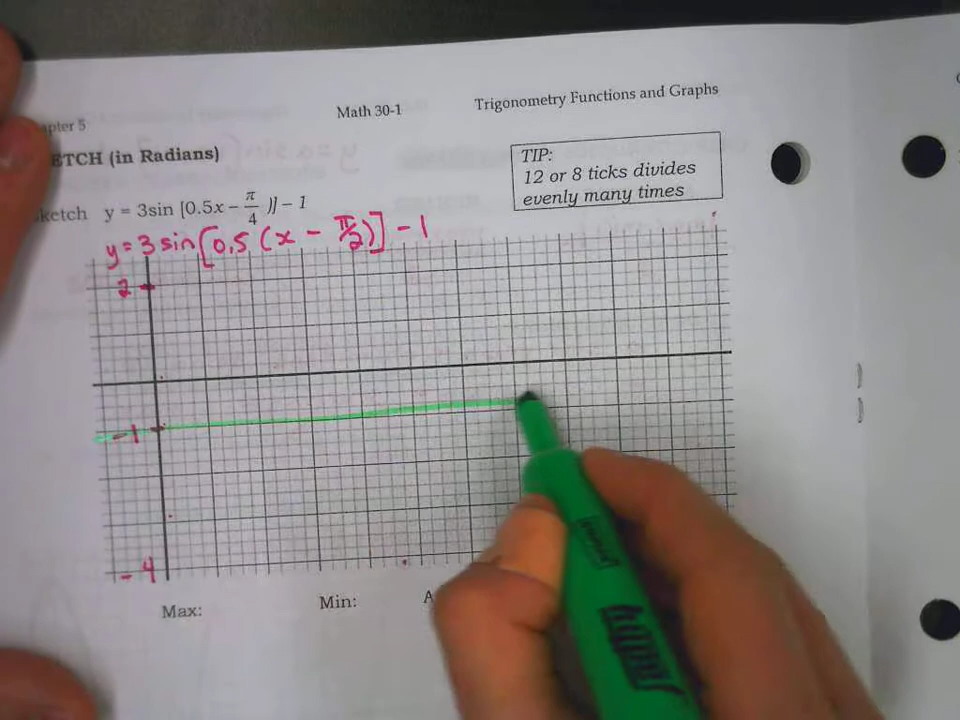 pter 5
Math 30-1
Trigonometry Functions and Graphs
ETCH (in Radians)
TIP:
12 or 8 ticks divides
evenly many times
ketch y = 3sin [0.5x - π/4 )] - 1
y = 3 sin [0.5 (x - π/2)] - 1
2
-1
-4
Max:
Min:
A